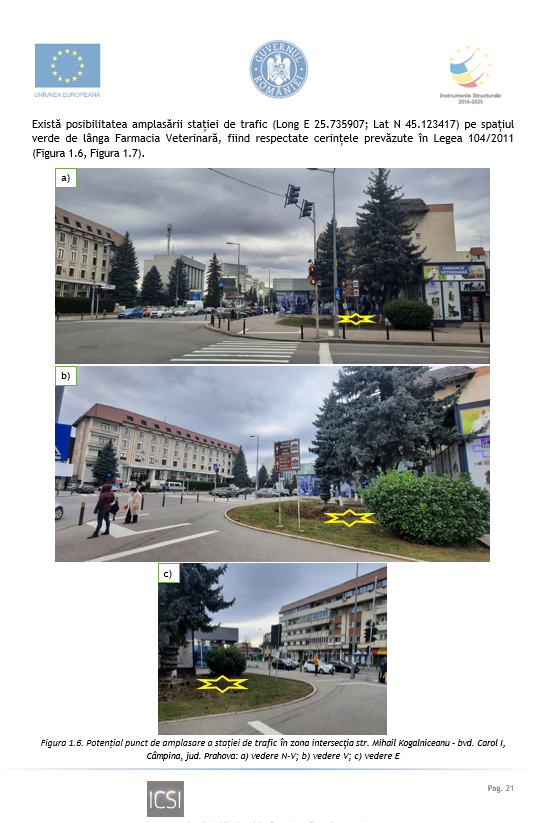 UNIUNEA EUROPEANĂ
GUVERNUL ROMÂNIEI
Instrumente Structurale
2014-2020
Există posibilitatea amplasării stației de trafic (Long E 25.735907; Lat N 45.123417) pe spațiul
verde de lânga Farmacia Veterinară, fiind respectate cerințele prevăzute în Legea 104/2011
(Figura 1.6, Figura 1.7).
a)
FARMACIE
VETERINARĂ
b)
c)
Figura 1.6. Potențial punct de amplasare a stației de trafic în zona intersecția str. Mihail Kogalniceanu – bvd. Carol I,
Câmpina, jud. Prahova: a) vedere N-V; b) vedere V; c) vedere E
Pag. 21
ICSI